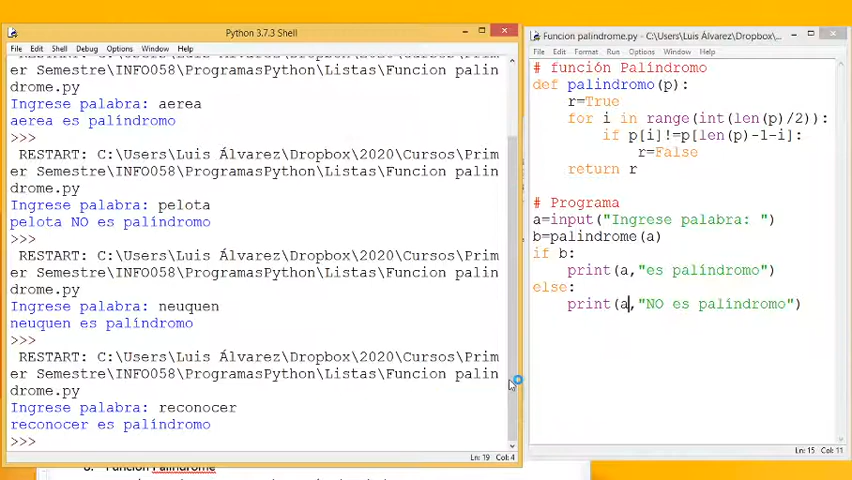 Python 3.7.3 Shell
File Edit Shell Debug Options Window Help
er Semestre\INFO058\ProgramasPython\Listas\Funcion palin
drome.py
Ingrese palabra: aerea
aerea es palíndromo
>>>
RESTART: C:\Users\Luis Álvarez\Dropbox\2020\Cursos\Prim
er Semestre\INFO058\ProgramasPython\Listas\Funcion palin
drome.py
Ingrese palabra: pelota
pelota NO es palíndromo
>>>
RESTART: C:\Users\Luis Álvarez\Dropbox\2020\Cursos\Prim
er Semestre\INFO058\ProgramasPython\Listas\Funcion palin
drome.py
Ingrese palabra: neuquen
neuquen es palíndromo
>>>
RESTART: C:\Users\Luis Álvarez\Dropbox\2020\Cursos\Prim
er Semestre\INFO058\ProgramasPython\Listas\Funcion palin
drome.py
Ingrese palabra: reconocer
reconocer es palíndromo
>>>
Ln: 19 Col: 4
Funcion palindrome.py - C:\Users\Luis Álvarez\Dropbox\2020\...
File Edit Format Run Options Window Help
# función Palíndromo
def palindrome(p):
r=True
for i in range(int(len(p)/2)):
if p[i]!=p[len(p)-1-i]:
r=False
return r
# Programa
a=input("Ingrese palabra: ")
b=palindrome(a)
if b:
print(a,"es palíndromo")
else:
print(a,"NO es palíndromo")
Ln: 15 Col: 11
Función Palindrome